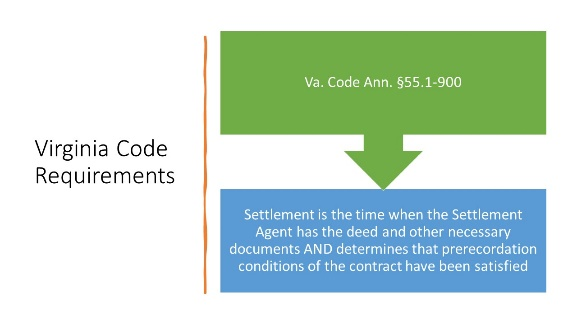 Virginia Code
Requirements
Va. Code Ann. §55.1-900
Settlement is the time when the Settlement
Agent has the deed and other necessary
documents AND determines that prerecordation
conditions of the contract have been satisfied